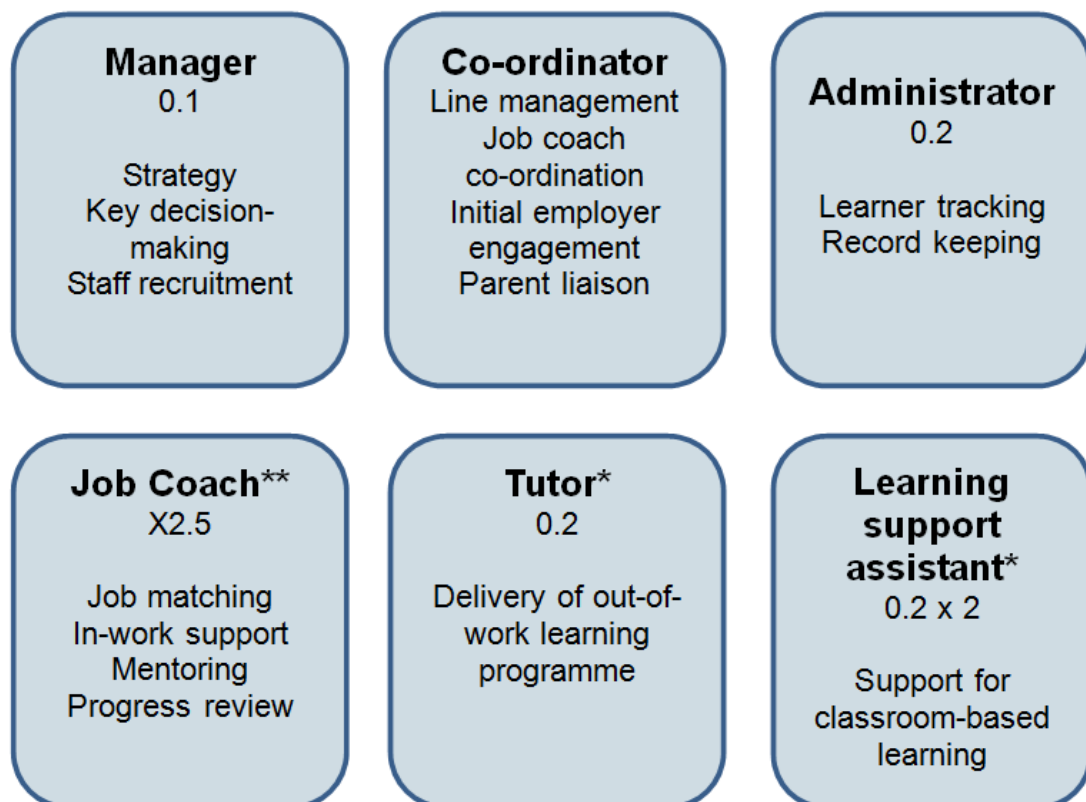 Manager
0.1
Strategy
Key decision-
making
Staff recruitment
Co-ordinator
Line management
Job coach
co-ordination
Initial employer
engagement
Parent liaison
Administrator
0.2
Learner tracking
Record keeping
Job Coach**
X2.5
Job matching
In-work support
Mentoring
Progress review
Tutor*
0.2
Delivery of out-of-
work learning
programme
Learning
support
assistant*
0.2 x 2
Support for
classroom-based
learning